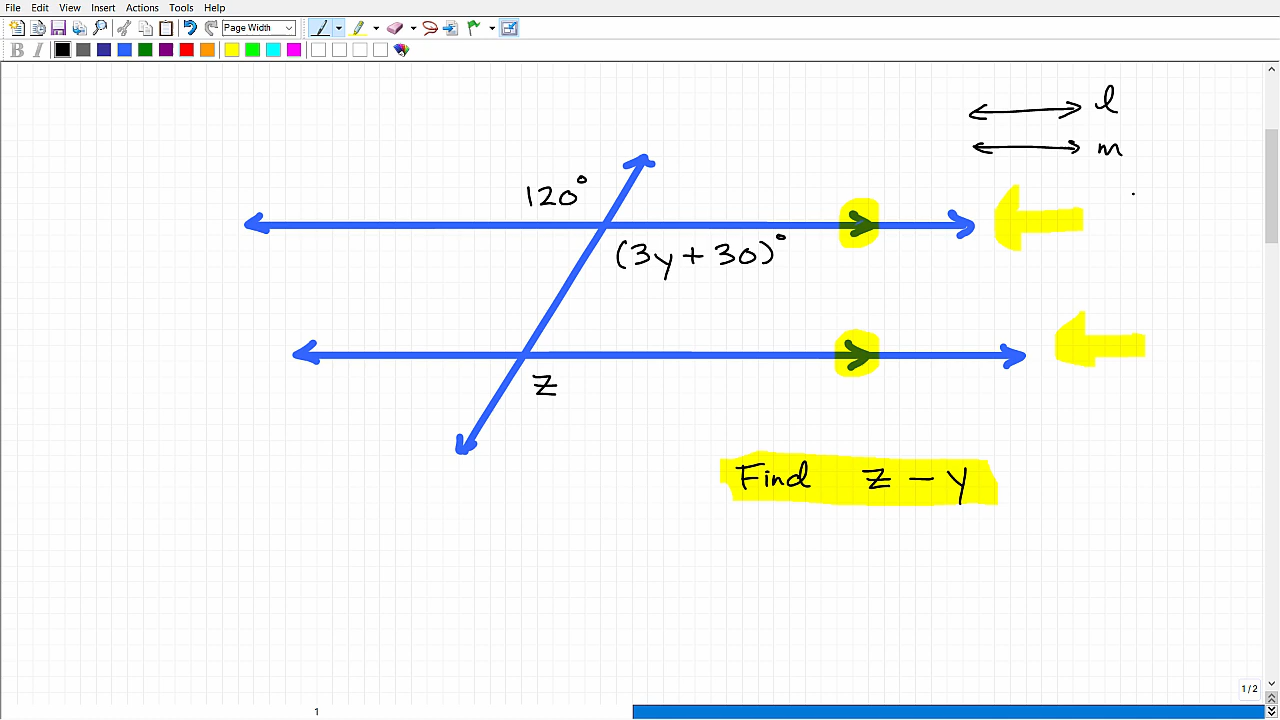 File Edit View Insert Actions Tools Help
Page Width
B I
l
m
120°
(3y+30)°
z
Find z - y
1/2
1